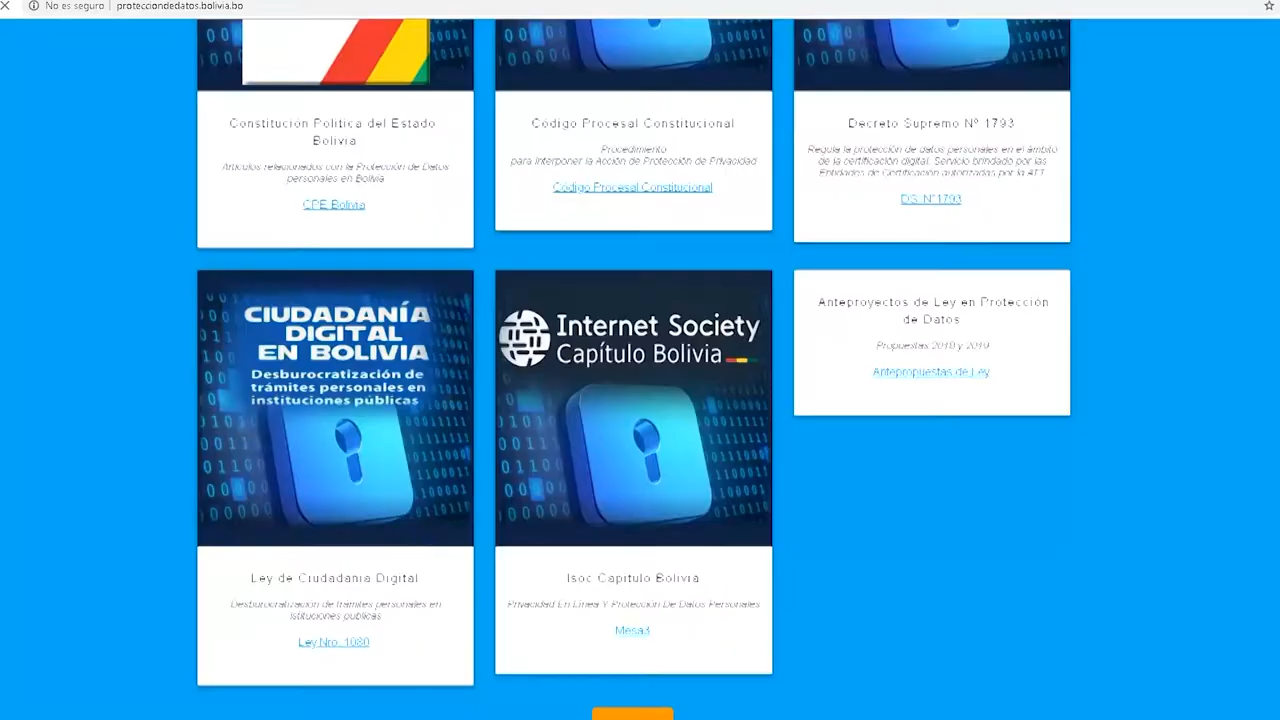 No es seguro | protecciondedatos.bolivia.bo
Constitución Política del Estado
Bolivia
Artículos relacionados con la Protección de Datos
personales en Bolivia
CPE Bolivia
Código Procesal Constitucional
Procedimiento
para Interponer la Acción de Protección de Privacidad
Código Procesal Constitucional
Decreto Supremo Nº 1793
Regula la protección de datos personales en el ámbito
de la certificación digital. Servicio brindado por las
Entidades de Certificación autorizadas por la ATT
DS. N°1793
CIUDADANÍA
DIGITAL
EN BOLIVIA
Desburocratización de
trámites personales en
instituciones públicas
Ley de Ciudadanía Digital
Desburocratización de trámites personales en
istituciones públicas
Ley Nro. 1080
Internet Society
Capítulo Bolivia
Isoc Capítulo Bolivia
Privacidad En Línea Y Protección De Datos Personales
Mesa3
Anteproyectos de Ley en Protección
de Datos
Propuestas 2018 y 2019
Antepropuestas de Ley